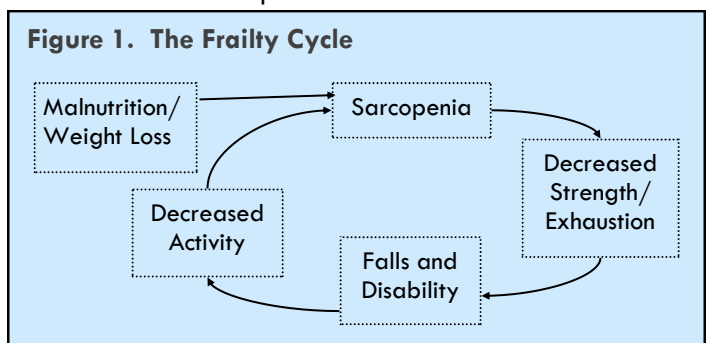 Figure 1. The Frailty Cycle
Malnutrition/
Weight Loss
Sarcopenia
Decreased
Strength/
Exhaustion
Falls and
Disability
Decreased
Activity